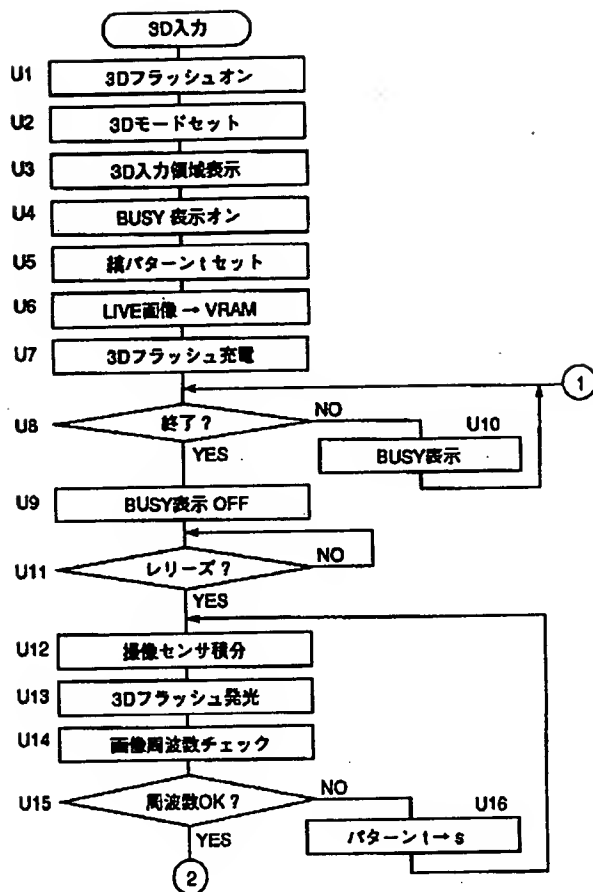 3D入力
U1 3Dフラッシュオン
U2 3Dモードセット
U3 3D入力領域表示
U4 BUSY 表示オン
U5 縞パターン t セット
U6 LIVE画像 → VRAM
U7 3Dフラッシュ充電
1
U8 終了？ NO
U10
YES
BUSY表示
U9 BUSY表示 OFF
NO
U11 レリーズ？
YES
U12 撮像センサ積分
U13 3Dフラッシュ発光
U14 画像周波数チェック
U15 周波数OK？ NO
U16
YES
パターン t → s
2